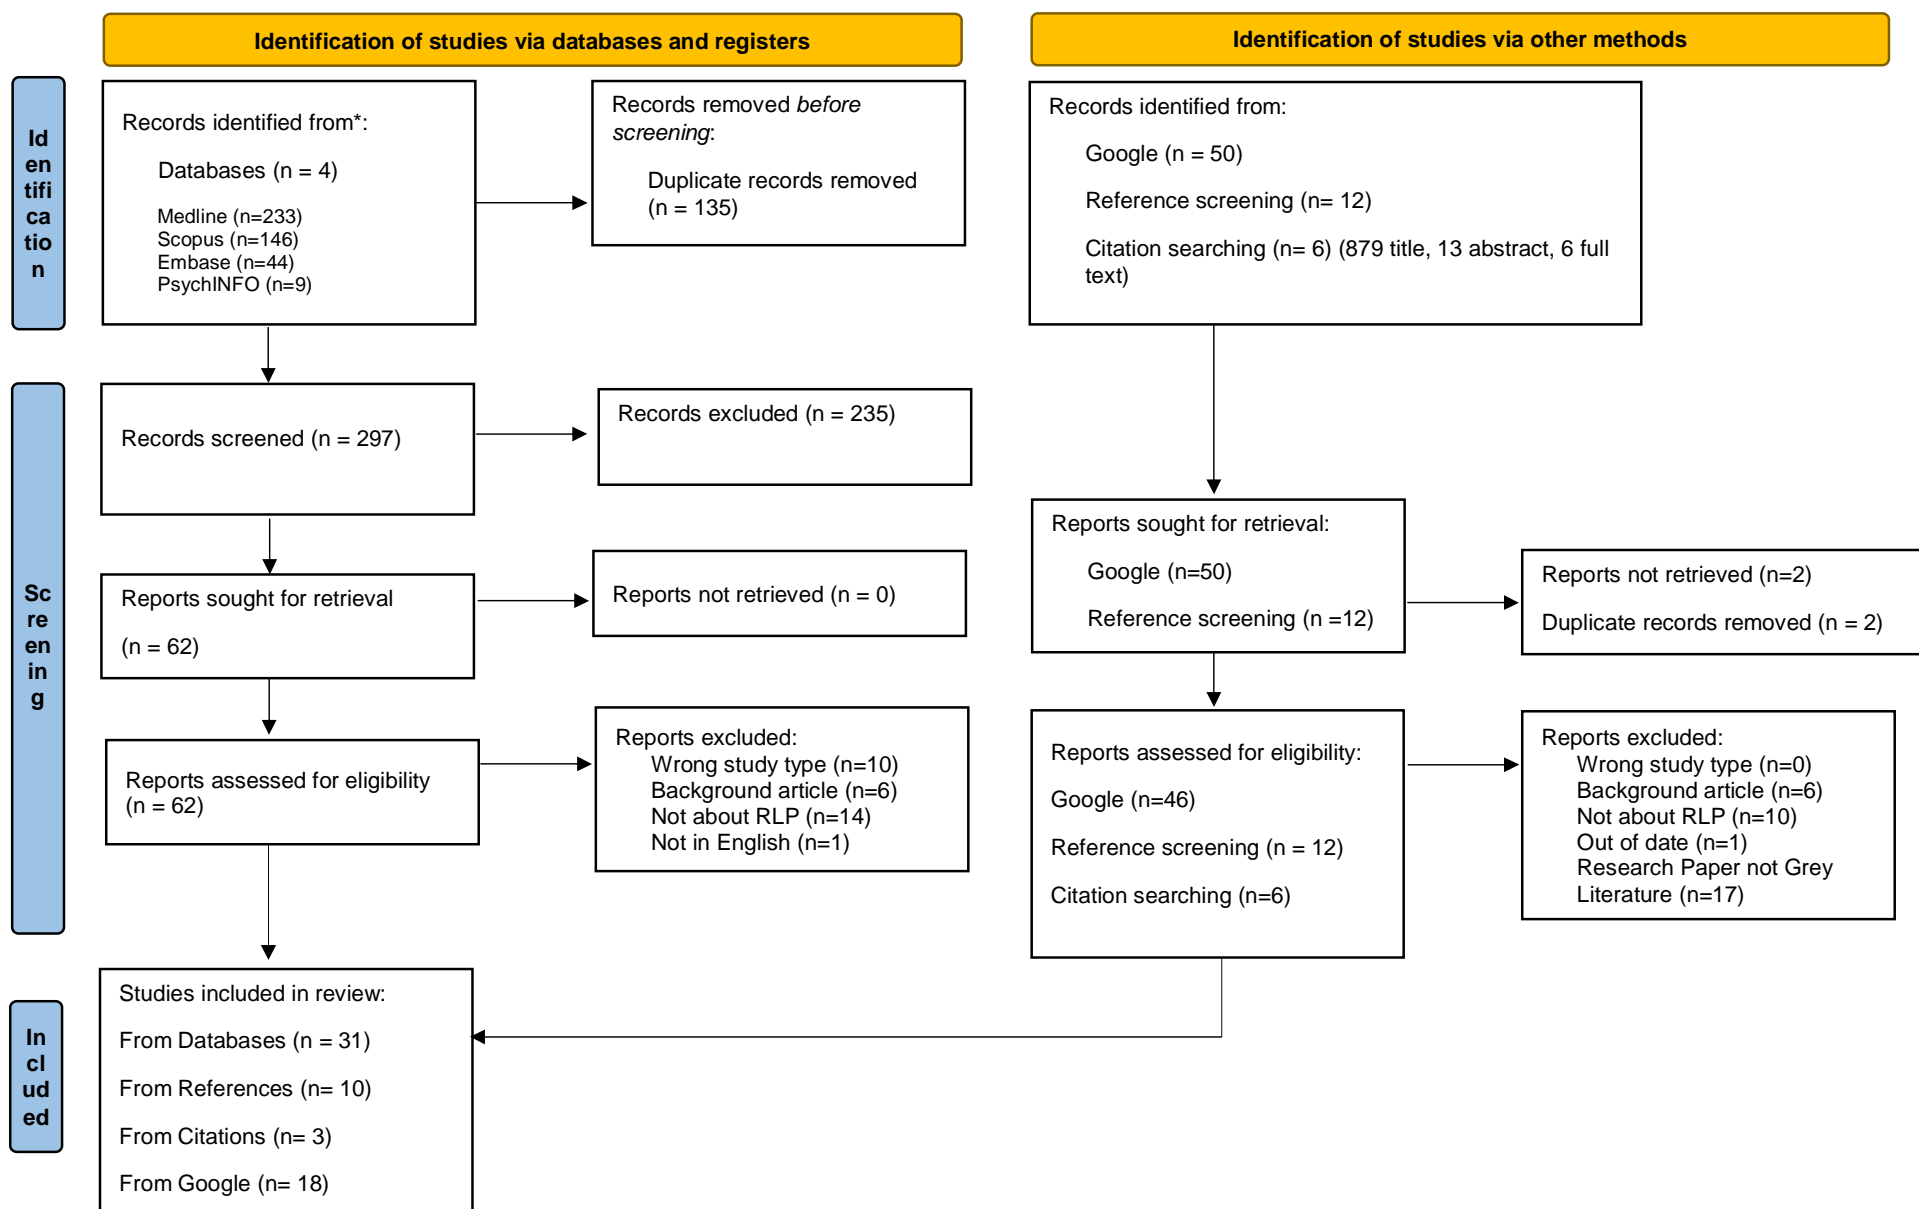 Identification of studies via databases and registers
Identification of studies via other methods
Id
en
tifi
ca
tio
n
Records identified from*:
Databases (n = 4)
Medline (n=233)
Scopus (n=146)
Embase (n=44)
PsychINFO (n=9)
Records removed before
screening:
Duplicate records removed
(n = 135)
Records identified from:
Google (n = 50)
Reference screening (n= 12)
Citation searching (n= 6) (879 title, 13 abstract, 6 full
text)
Sc
re
en
in
g
Records screened (n = 297)
Records excluded (n = 235)
Reports sought for retrieval
(n = 62)
Reports not retrieved (n = 0)
Reports sought for retrieval:
Google (n=50)
Reference screening (n =12)
Reports not retrieved (n=2)
Duplicate records removed (n = 2)
Reports assessed for eligibility
(n = 62)
Reports excluded:
Wrong study type (n=10)
Background article (n=6)
Not about RLP (n=14)
Not in English (n=1)
Reports assessed for eligibility:
Google (n=46)
Reference screening (n = 12)
Citation searching (n=6)
Reports excluded:
Wrong study type (n=0)
Background article (n=6)
Not about RLP (n=10)
Out of date (n=1)
Research Paper not Grey
Literature (n=17)
In
cl
ud
ed
Studies included in review:
From Databases (n = 31)
From References (n= 10)
From Citations (n= 3)
From Google (n= 18)